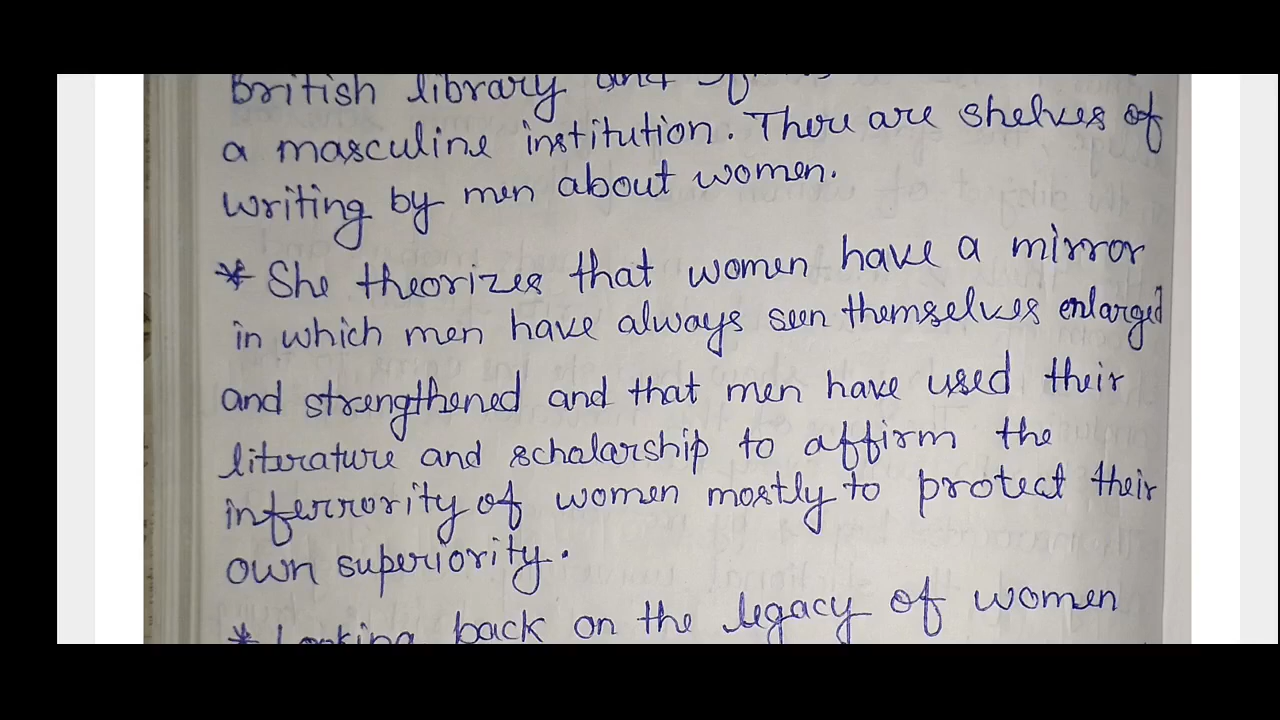 British library and
a masculine institution. There are shelves of
writing by men about women.
* She theorizes that women have a mirror
in which men have always seen themselves enlarged
and strengthened and that men have used their
literature and scholarship to affirm the
inferrority of women mostly to protect their
own superiority.
* Looking back on the legacy of women